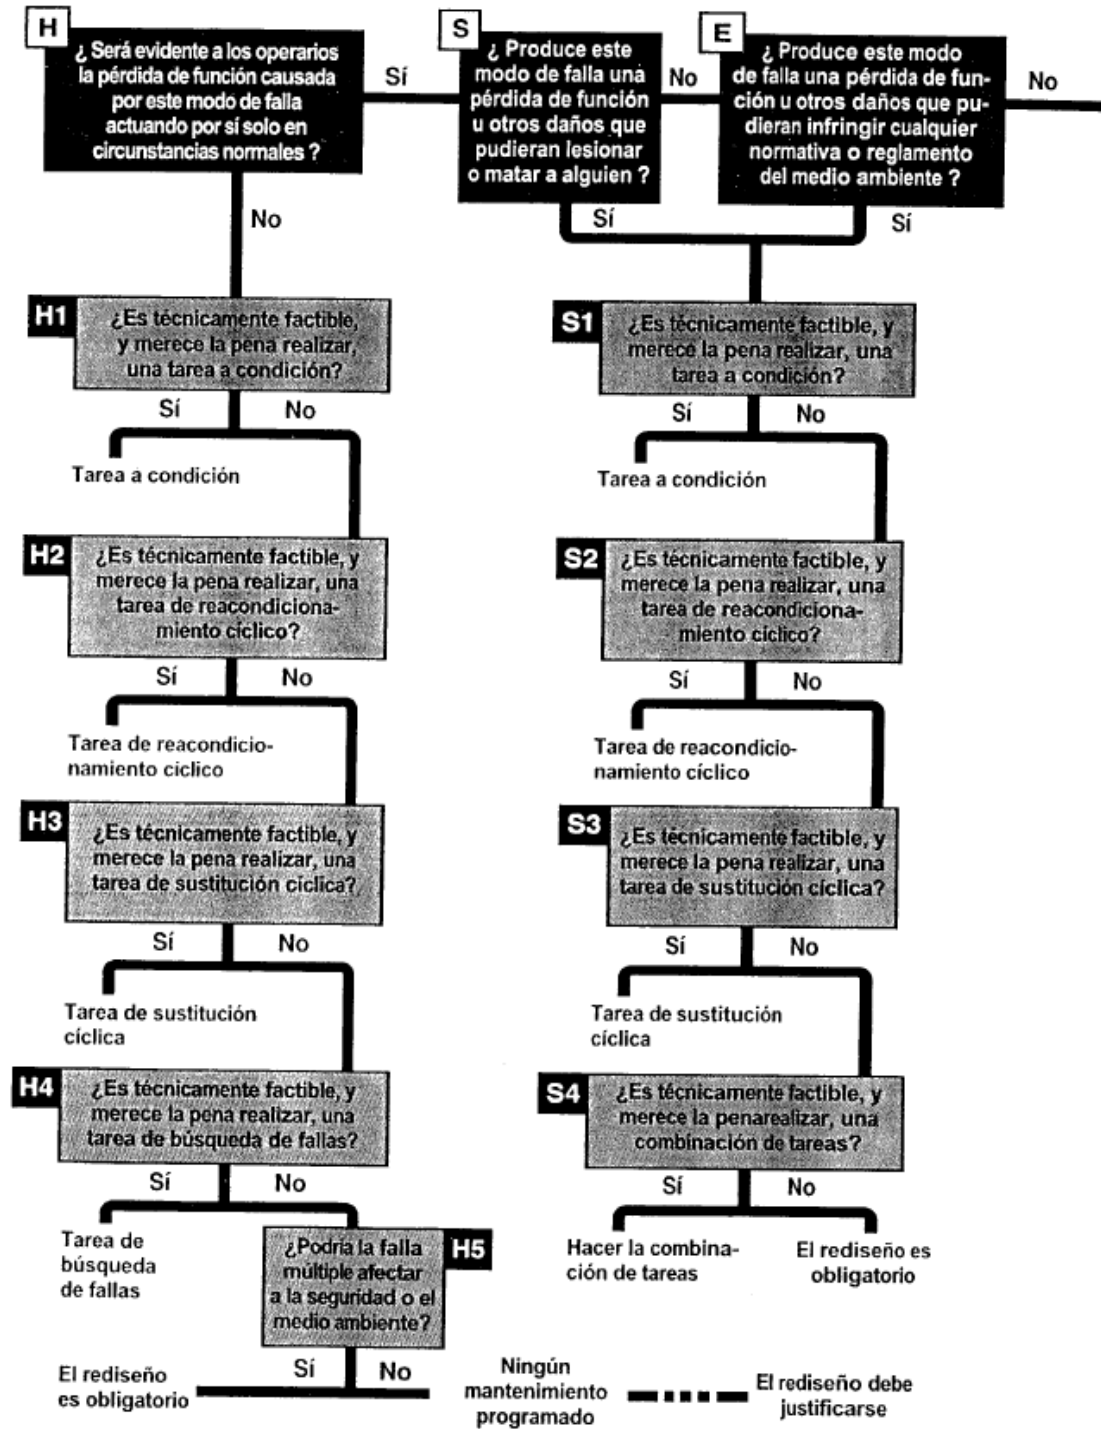 H
¿ Será evidente a los operarios
la pérdida de función causada
por este modo de falla
actuando por sí solo en
circunstancias normales ?
Sí
No
S
¿ Produce este
modo de falla una
pérdida de función
u otros daños que
pudieran lesionar
o matar a alguien ?
No
Sí
E
¿ Produce este modo
de falla una pérdida de fun-
ción u otros daños que pu-
dieran infringir cualquier
normativa o reglamento
del medio ambiente ?
No
Sí
H1
¿Es técnicamente factible,
y merece la pena realizar,
una tarea a condición?
Sí
No
Tarea a condición
H2
¿Es técnicamente factible, y
merece la pena realizar, una
tarea de reacondiciona-
miento cíclico?
Sí
No
Tarea de reacondicio-
namiento cíclico
H3
¿Es técnicamente factible, y
merece la pena realizar, una
tarea de sustitución cíclica?
Sí
No
Tarea de sustitución
cíclica
H4
¿Es técnicamente factible, y
merece la pena realizar, una
tarea de búsqueda de fallas?
Sí
No
Tarea de
búsqueda
de fallas
H5
¿Podría la falla
múltiple afectar
a la seguridad o el
medio ambiente?
Sí
No
El rediseño
es obligatorio
Ningún
mantenimiento
programado
El rediseño debe
justificarse
S1
¿Es técnicamente factible, y
merece la pena realizar, una
tarea a condición?
Sí
No
Tarea a condición
S2
¿Es técnicamente factible, y
merece la pena realizar, una
tarea de reacondiciona-
miento cíclico?
Sí
No
Tarea de reacondicio-
namiento cíclico
S3
¿Es técnicamente factible, y
merece la pena realizar, una
tarea de sustitución cíclica?
Sí
No
Tarea de sustitución
cíclica
S4
¿Es técnicamente factible, y
merece la penarealizar, una
combinación de tareas?
Sí
No
Hacer la combina-
ción de tareas
El rediseño es
obligatorio